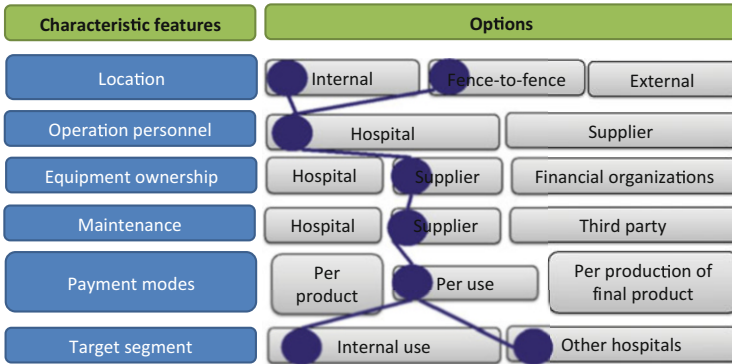 Characteristic features Options
Location Internal Fence-to-fence External
Operation personnel Hospital Supplier
Equipment ownership Hospital Supplier Financial organizations
Maintenance Hospital Supplier Third party
Payment modes Per product Per use Per production of final product
Target segment Internal use Other hospitals